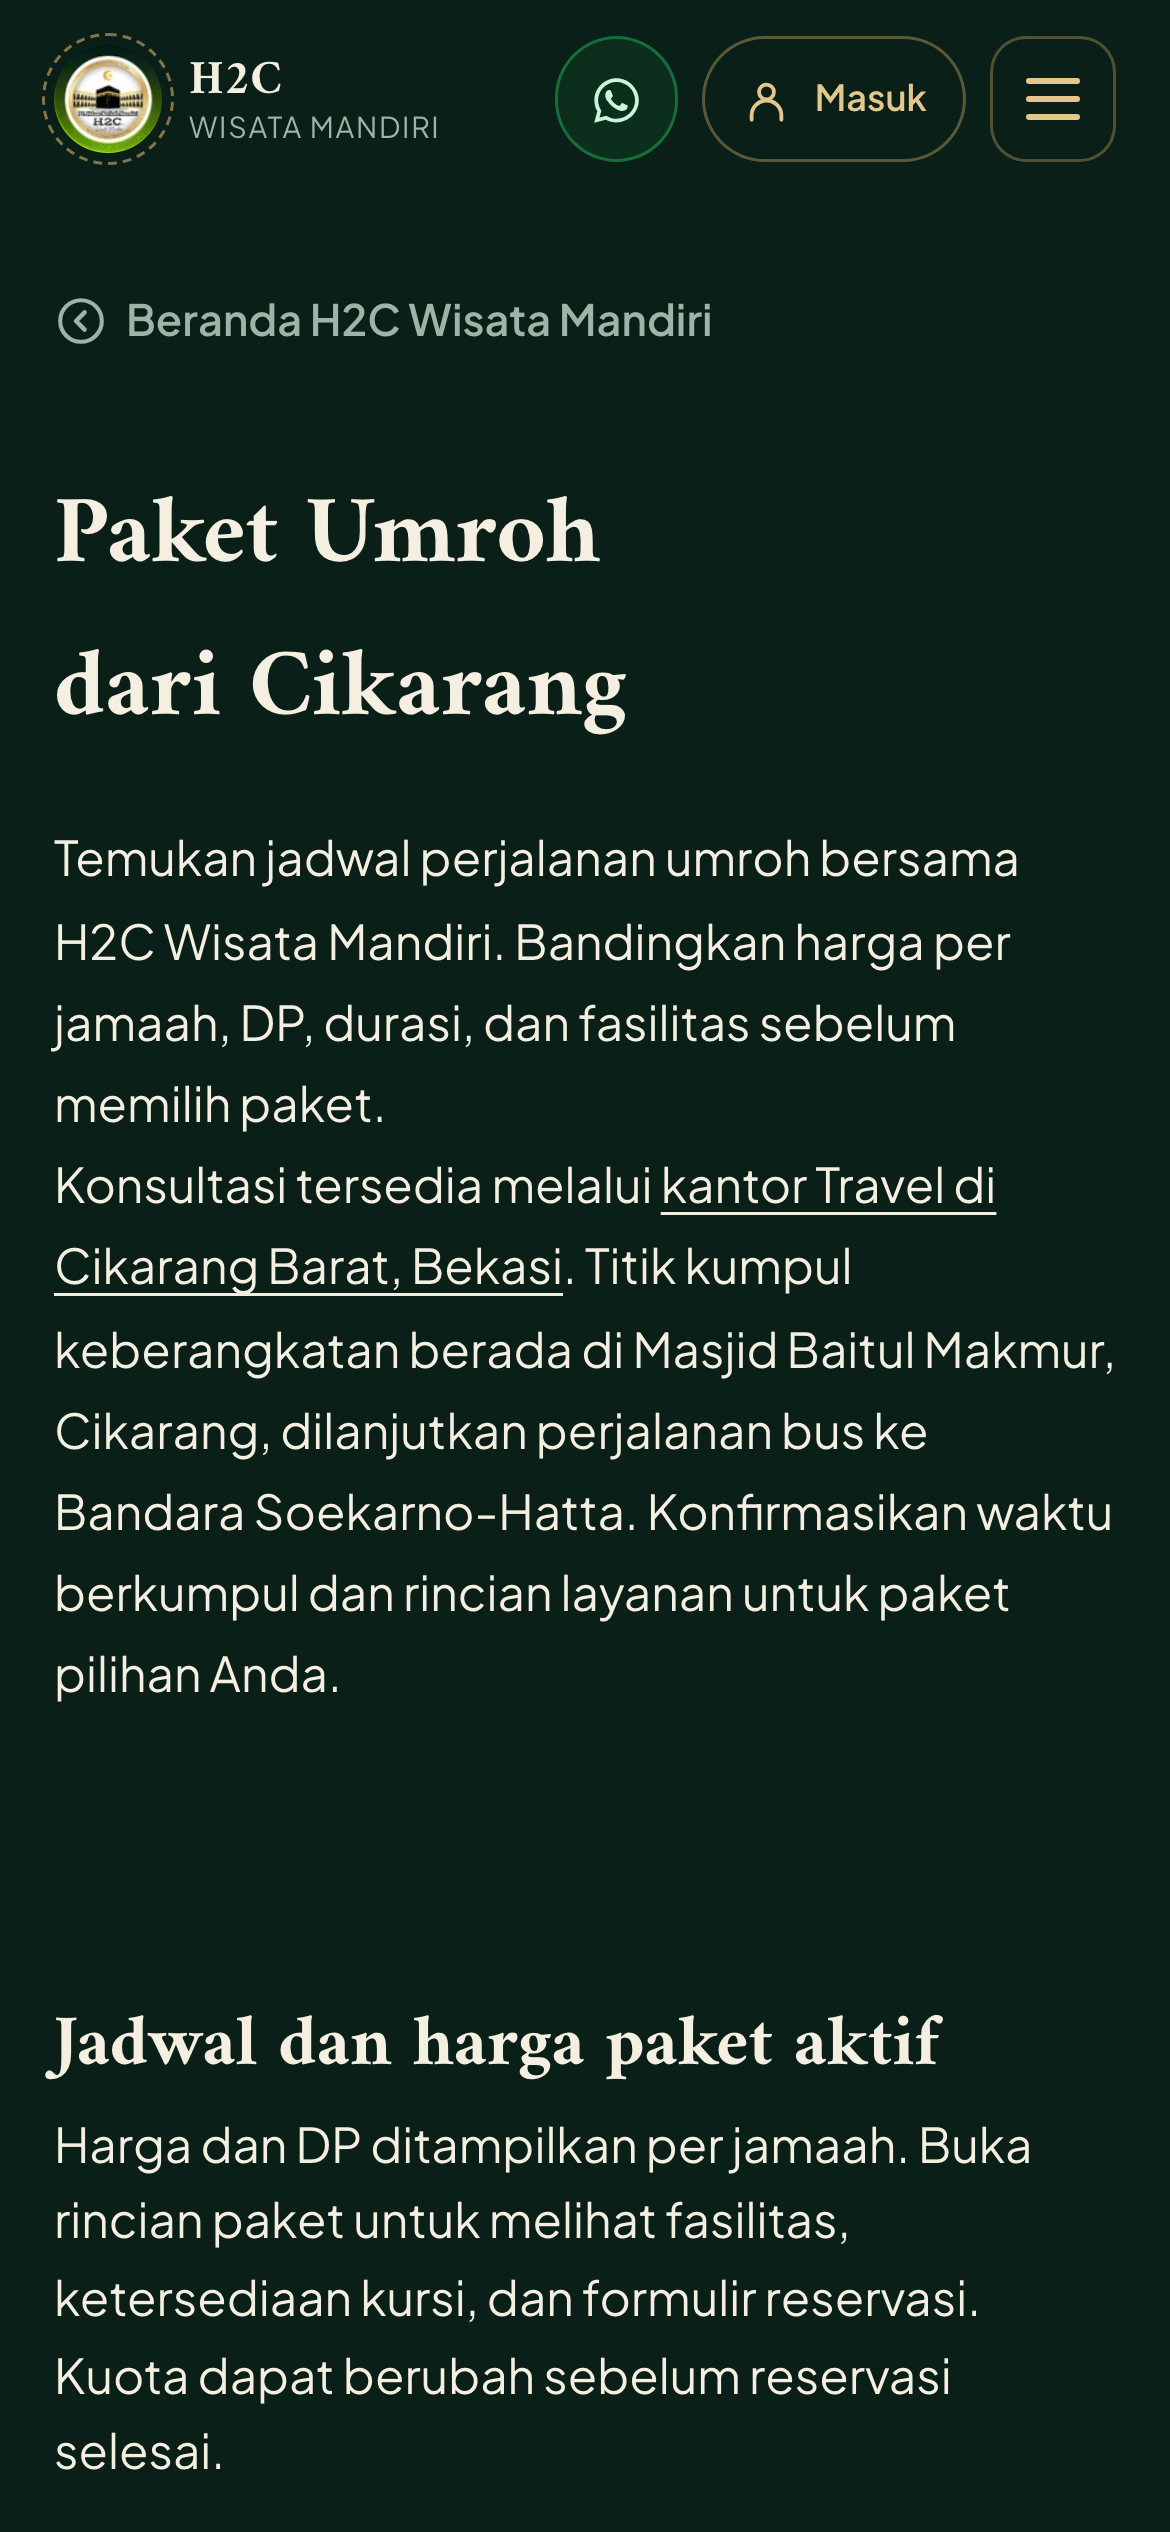 H2C
WISATA MANDIRI
Masuk
Beranda H2C Wisata Mandiri
Paket Umroh
dari Cikarang
Temukan jadwal perjalanan umroh bersama
H2C Wisata Mandiri. Bandingkan harga per
jamaah, DP, durasi, dan fasilitas sebelum
memilih paket.
Konsultasi tersedia melalui kantor Travel di
Cikarang Barat, Bekasi. Titik kumpul
keberangkatan berada di Masjid Baitul Makmur,
Cikarang, dilanjutkan perjalanan bus ke
Bandara Soekarno-Hatta. Konfirmasikan waktu
berkumpul dan rincian layanan untuk paket
pilihan Anda.
Jadwal dan harga paket aktif
Harga dan DP ditampilkan per jamaah. Buka
rincian paket untuk melihat fasilitas,
ketersediaan kursi, dan formulir reservasi.
Kuota dapat berubah sebelum reservasi
selesai.